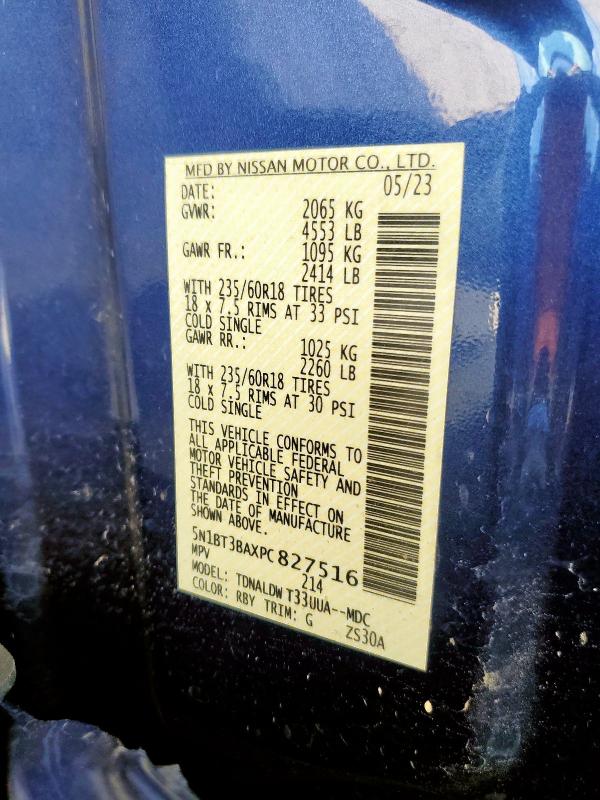 MFD BY NISSAN MOTOR CO., LTD.
DATE: 05/23
GVWR: 2065 KG
4553 LB
GAWR FR.: 1095 KG
2414 LB
WITH 235/60R18 TIRES
18 x 7.5 RIMS AT 33 PSI
COLD SINGLE
GAWR RR.: 1025 KG
2260 LB
WITH 235/60R18 TIRES
18 x 7.5 RIMS AT 30 PSI
COLD SINGLE
THIS VEHICLE CONFORMS TO
ALL APPLICABLE FEDERAL
MOTOR VEHICLE SAFETY AND
THEFT PREVENTION
STANDARDS IN EFFECT ON
THE DATE OF MANUFACTURE
SHOWN ABOVE.
5N1BT3BAXPC827516
MPV 214
MODEL: TDNALDW T33UUA--MDC
COLOR: RBY TRIM: G ZS30A